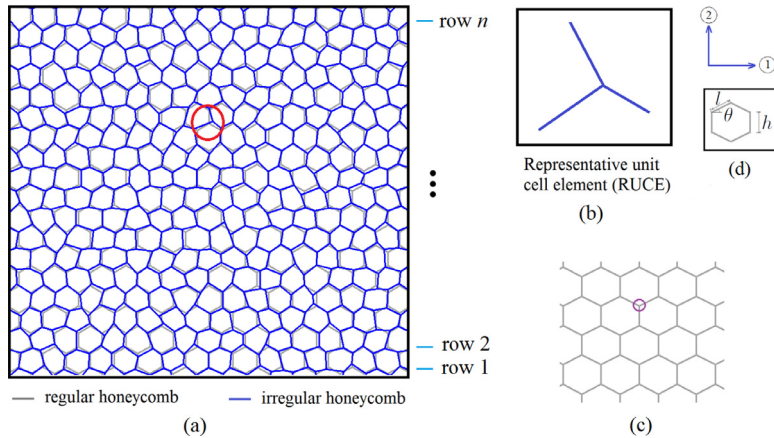 row n
row 2
row 1
regular honeycomb
irregular honeycomb
(a)
Representative unit
cell element (RUCE)
(b)
(c)
2
1
l
θ
h
(d)